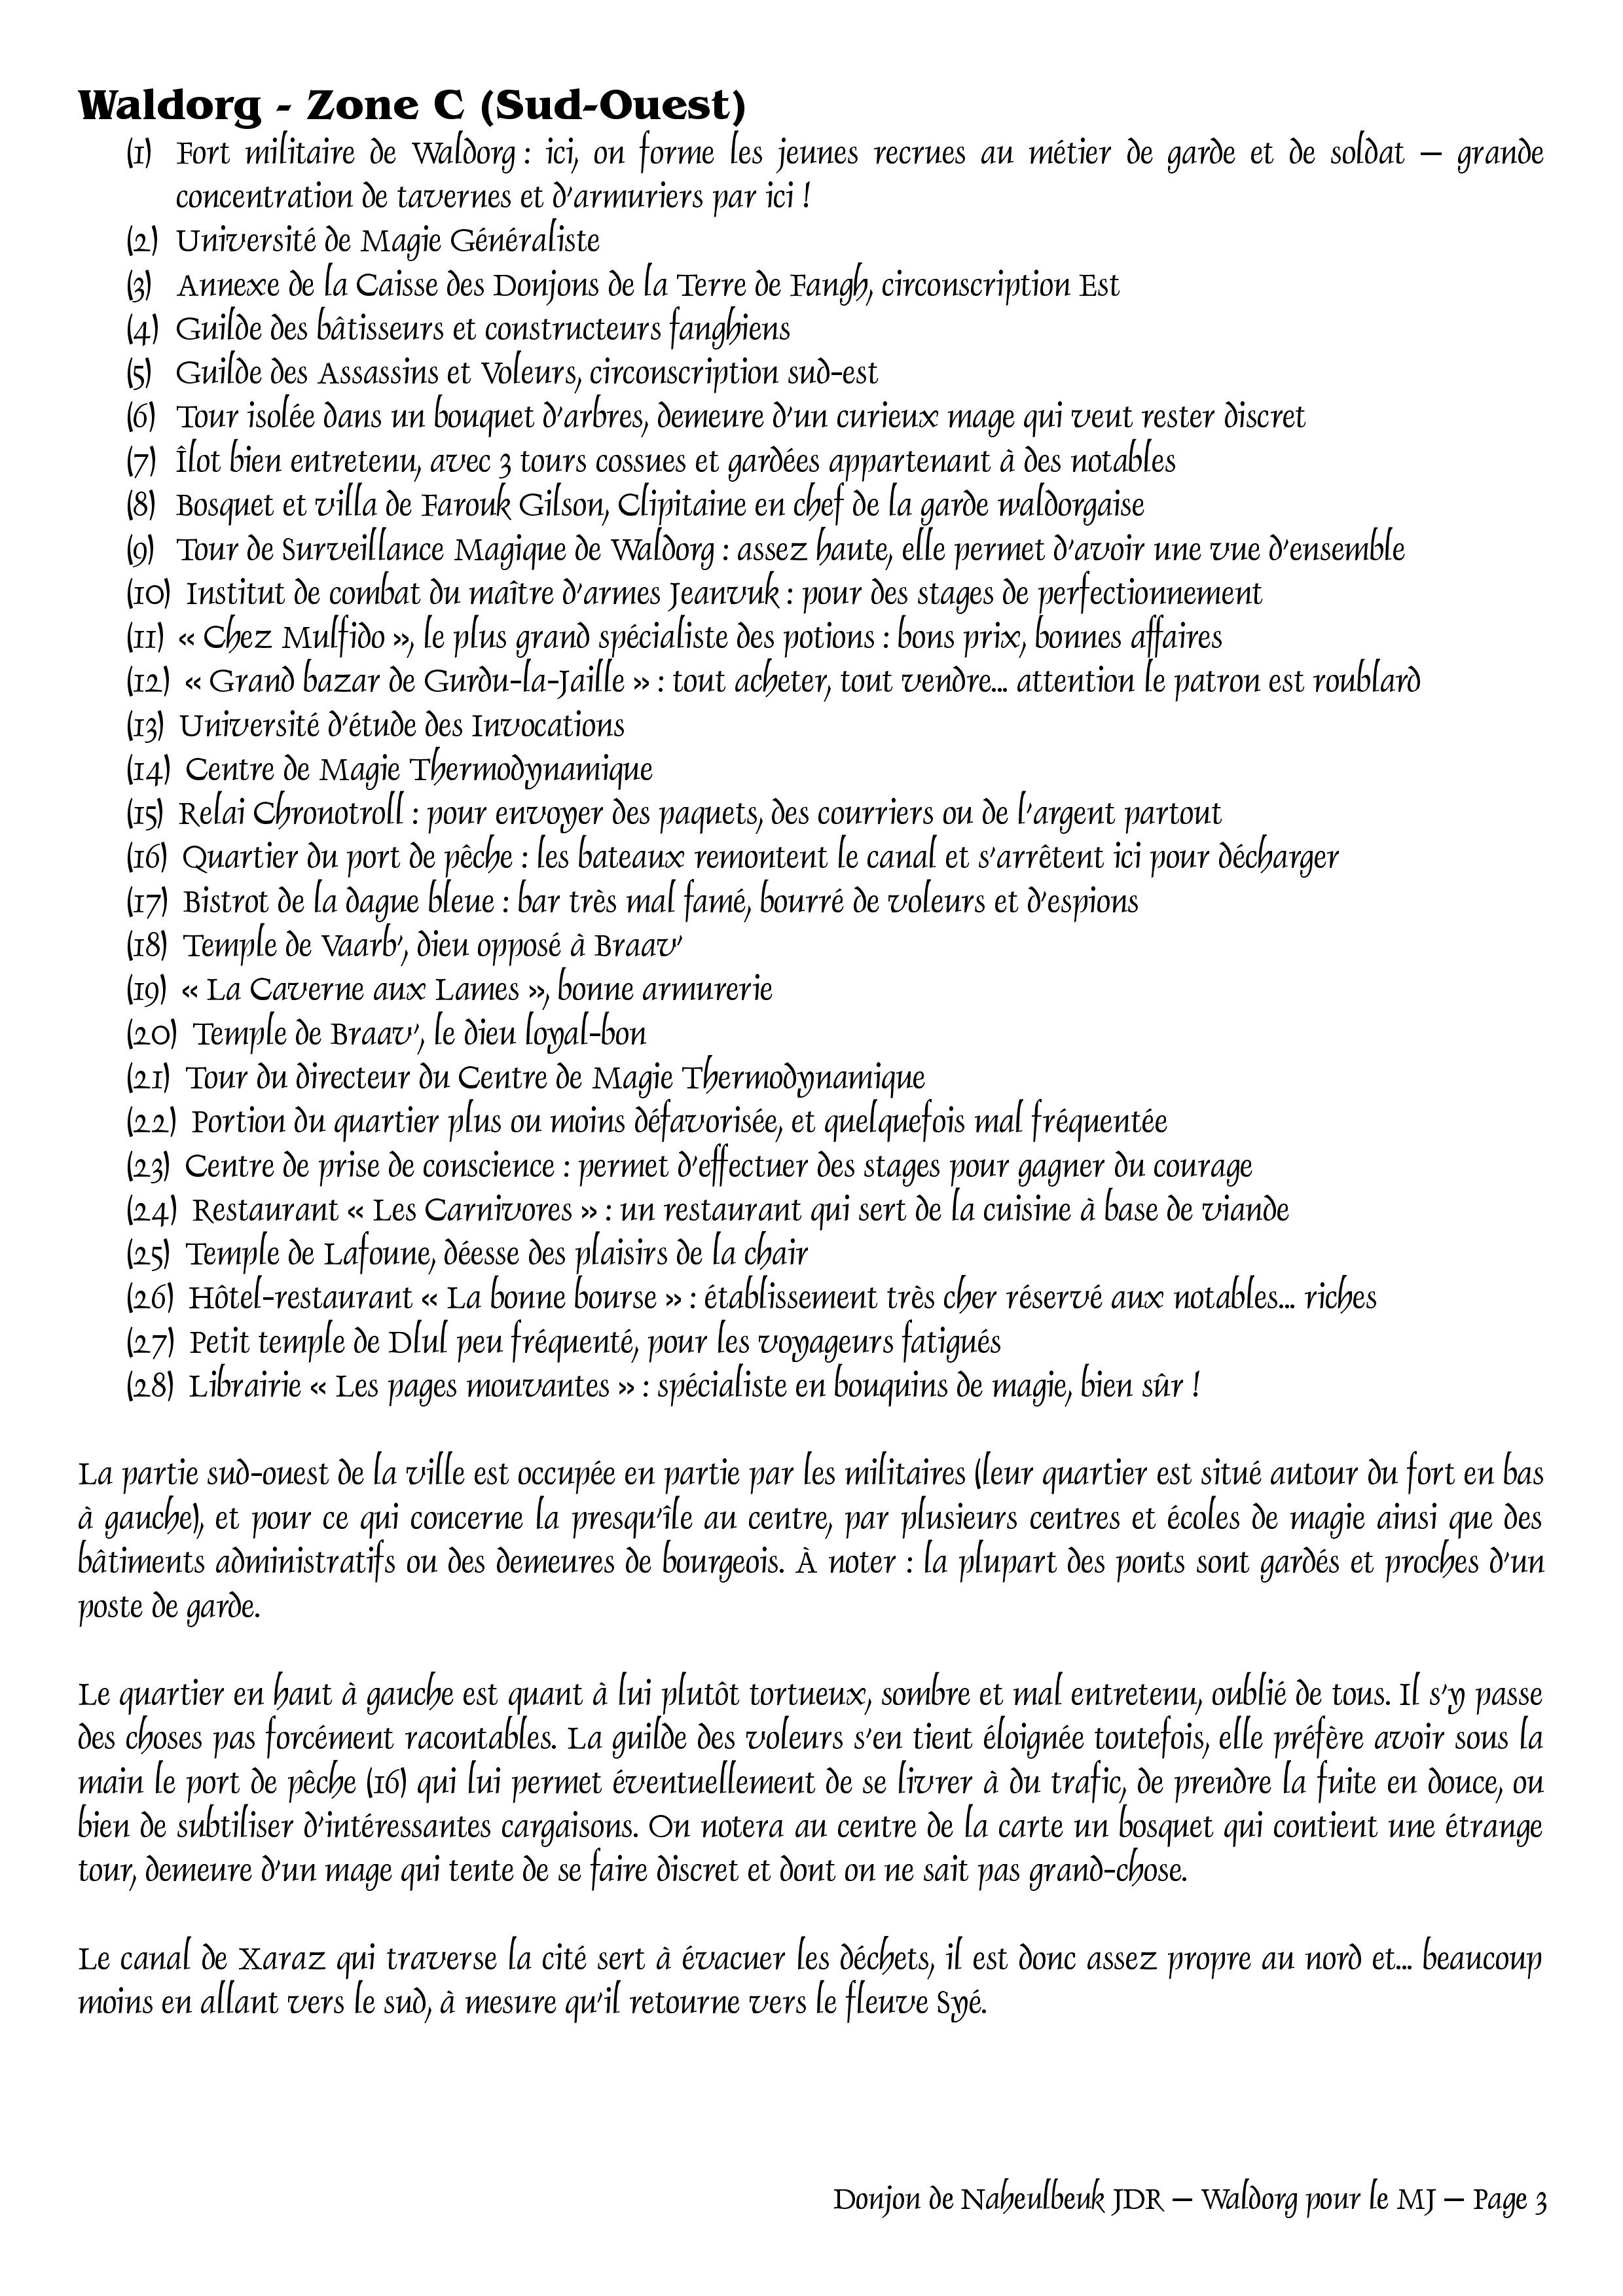 Waldorg - Zone C (Sud-Ouest)
(1) Fort militaire de Waldorg : ici, on forme les jeunes recrues au métier de garde et de soldat – grande
concentration de tavernes et d'armuriers par ici !
(2) Université de Magie Généraliste
(3) Annexe de la Caisse des Donjons de la Terre de Fangh, circonscription Est
(4) Guilde des bâtisseurs et constructeurs fanghiens
(5) Guilde des Assassins et Voleurs, circonscription sud-est
(6) Tour isolée dans un bouquet d'arbres, demeure d'un curieux mage qui veut rester discret
(7) Îlot bien entretenu, avec 3 tours cossues et gardées appartenant à des notables
(8) Bosquet et villa de Farouk Gilson, Clipitaine en chef de la garde waldorgaise
(9) Tour de Surveillance Magique de Waldorg : assez haute, elle permet d'avoir une vue d'ensemble
(10) Institut de combat du maître d'armes Jeanvuk : pour des stages de perfectionnement
(11) « Chez Mulfido », le plus grand spécialiste des potions : bons prix, bonnes affaires
(12) « Grand bazar de Gurdu-la-Jaille » : tout acheter, tout vendre... attention le patron est roublard
(13) Université d'étude des Invocations
(14) Centre de Magie Thermodynamique
(15) Relai Chronotroll : pour envoyer des paquets, des courriers ou de l'argent partout
(16) Quartier du port de pêche : les bateaux remontent le canal et s'arrêtent ici pour décharger
(17) Bistrot de la dague bleue : bar très mal famé, bourré de voleurs et d'espions
(18) Temple de Vaarb', dieu opposé à Braav'
(19) « La Caverne aux Lames », bonne armurerie
(20) Temple de Braav', le dieu loyal-bon
(21) Tour du directeur du Centre de Magie Thermodynamique
(22) Portion du quartier plus ou moins défavorisée, et quelquefois mal fréquentée
(23) Centre de prise de conscience : permet d'effectuer des stages pour gagner du courage
(24) Restaurant « Les Carnivores » : un restaurant qui sert de la cuisine à base de viande
(25) Temple de Lafoune, déesse des plaisirs de la chair
(26) Hôtel-restaurant « La bonne bourse » : établissement très cher réservé aux notables... riches
(27) Petit temple de Dlul peu fréquenté, pour les voyageurs fatigués
(28) Librairie « Les pages mouvantes » : spécialiste en bouquins de magie, bien sûr !
La partie sud-ouest de la ville est occupée en partie par les militaires (leur quartier est situé autour du fort en bas
à gauche), et pour ce qui concerne la presqu'île au centre, par plusieurs centres et écoles de magie ainsi que des
bâtiments administratifs ou des demeures de bourgeois. À noter : la plupart des ponts sont gardés et proches d'un
poste de garde.
Le quartier en haut à gauche est quant à lui plutôt tortueux, sombre et mal entretenu, oublié de tous. Il s'y passe
des choses pas forcément racontables. La guilde des voleurs s'en tient éloignée toutefois, elle préfère avoir sous la
main le port de pêche (16) qui lui permet éventuellement de se livrer à du trafic, de prendre la fuite en douce, ou
bien de subtiliser d'intéressantes cargaisons. On notera au centre de la carte un bosquet qui contient une étrange
tour, demeure d'un mage qui tente de se faire discret et dont on ne sait pas grand-chose.
Le canal de Xaraz qui traverse la cité sert à évacuer les déchets, il est donc assez propre au nord et... beaucoup
moins en allant vers le sud, à mesure qu'il retourne vers le fleuve Syé.
Donjon de Naheulbeuk JDR – Waldorg pour le MJ – Page 3